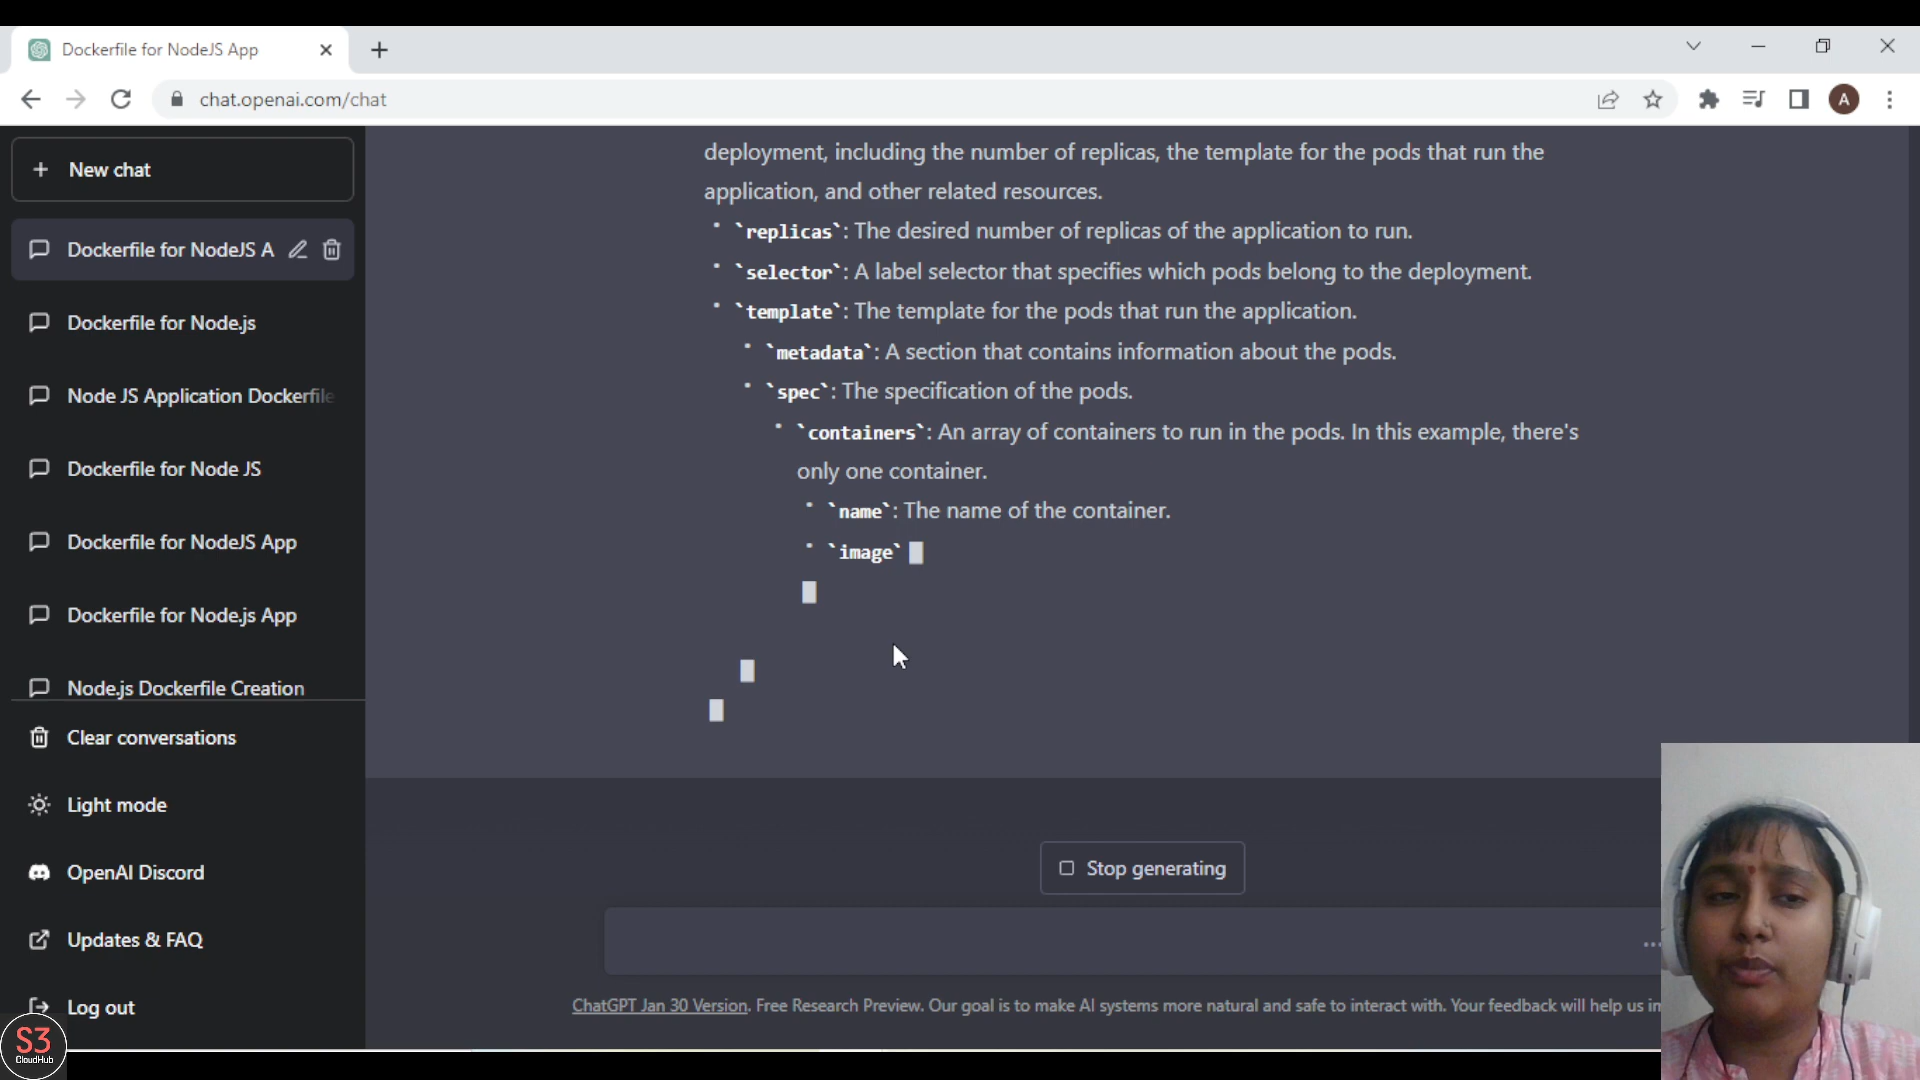 Dockerfile for NodeJS App
chat.openai.com/chat
A
New chat
Dockerfile for NodeJS A
Dockerfile for Node.js
Node JS Application Dockerfile
Dockerfile for Node JS
Dockerfile for NodeJS App
Dockerfile for Node.js App
Node.js Dockerfile Creation
Clear conversations
Light mode
OpenAI Discord
Updates & FAQ
Log out
S3
CloudHub
deployment, including the number of replicas, the template for the pods that run the
application, and other related resources.
• `replicas`: The desired number of replicas of the application to run.
• `selector`: A label selector that specifies which pods belong to the deployment.
• `template`: The template for the pods that run the application.
• `metadata`: A section that contains information about the pods.
• `spec`: The specification of the pods.
• `containers`: An array of containers to run in the pods. In this example, there's
only one container.
• `name`: The name of the container.
• `image`
Stop generating
ChatGPT Jan 30 Version. Free Research Preview. Our goal is to make AI systems more natural and safe to interact with. Your feedback will help us